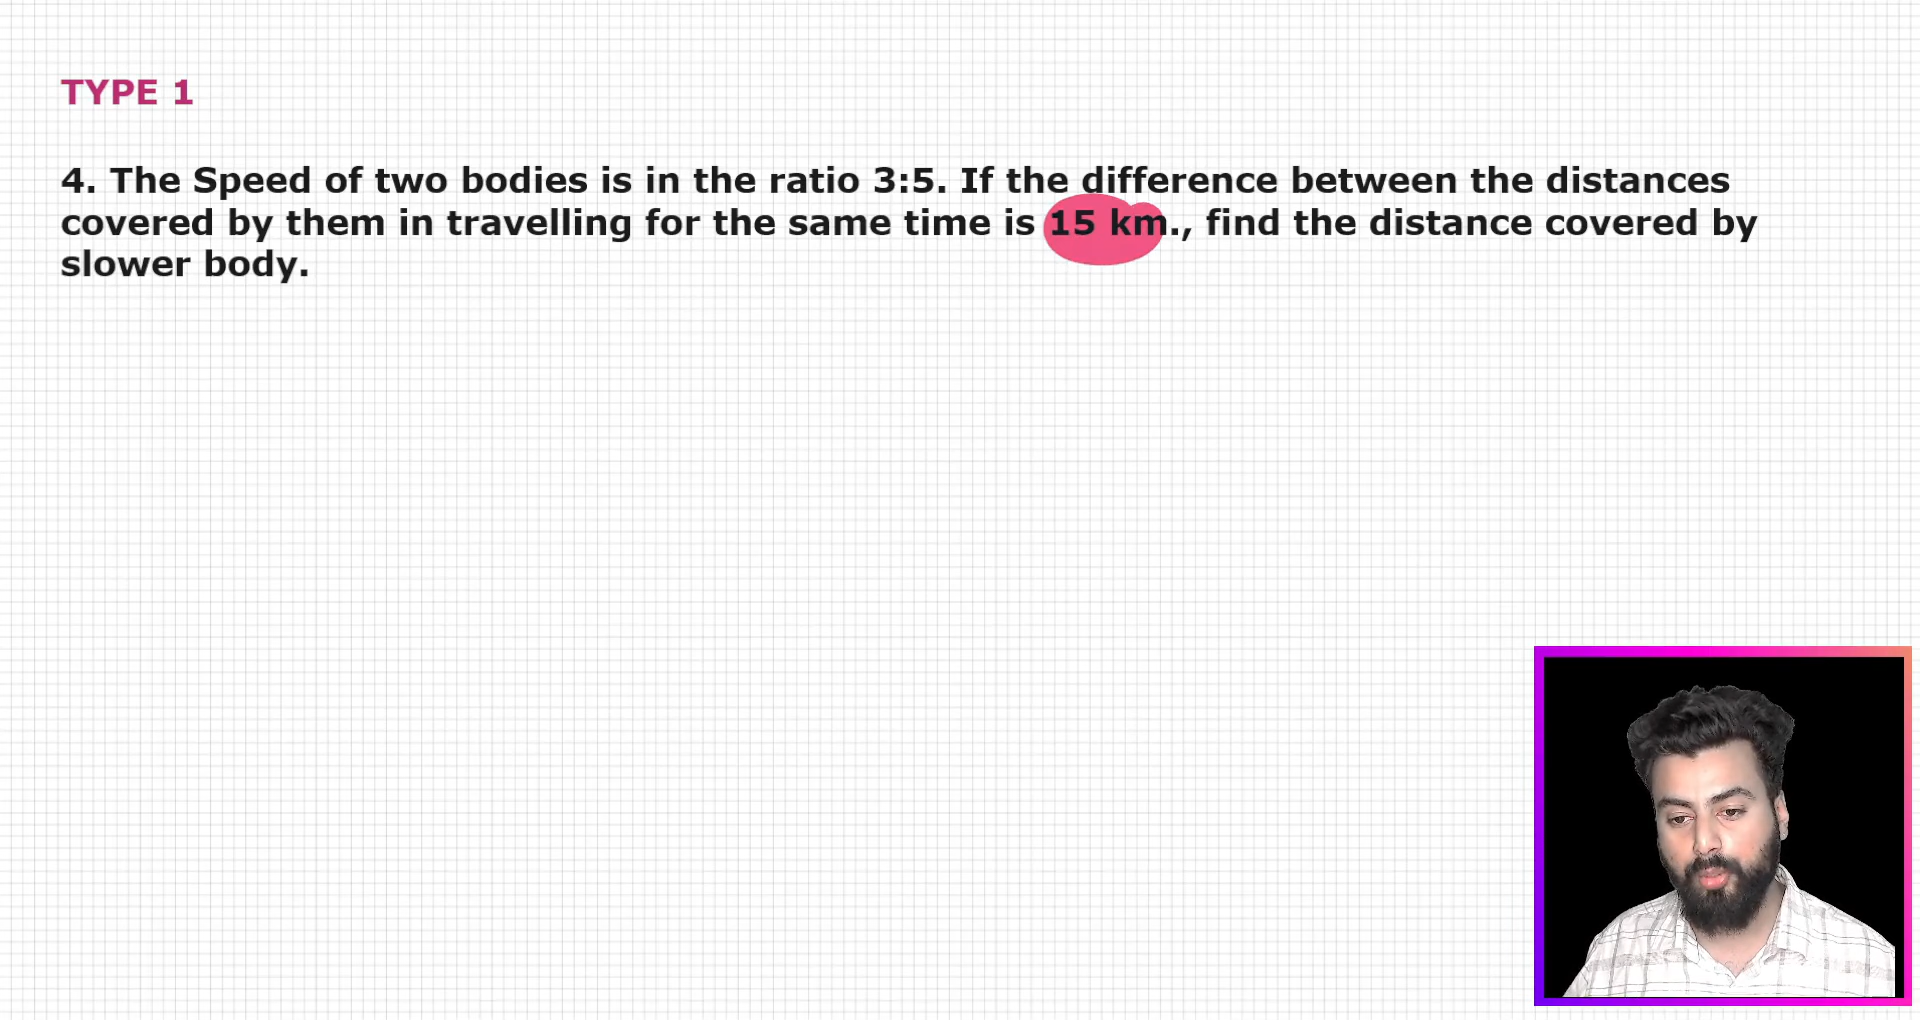 TYPE 1
4. The Speed of two bodies is in the ratio 3:5. If the difference between the distances
covered by them in travelling for the same time is 15 km., find the distance covered by
slower body.